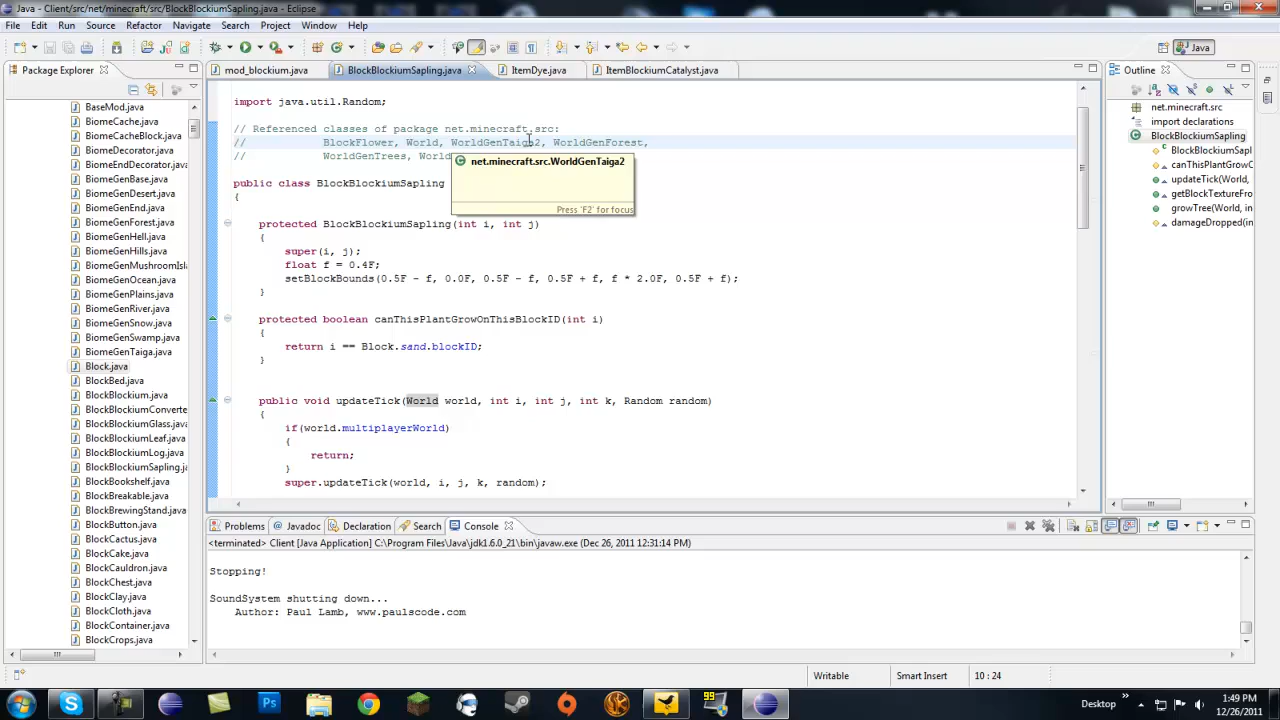 Java - Client/src/net/minecraft/src/BlockBlockiumSapling.java - Eclipse
File Edit Run Source Refactor Navigate Search Project Window Help
Java
Package Explorer
mod_blockium.java
BlockBlockiumSapling.java
ItemDye.java
ItemBlockiumCatalyst.java
Outline
BaseMod.java
BiomeCache.java
BiomeCacheBlock.java
BiomeDecorator.java
BiomeEndDecorator.java
BiomeGenBase.java
BiomeGenDesert.java
BiomeGenEnd.java
BiomeGenForest.java
BiomeGenHell.java
BiomeGenHills.java
BiomeGenMushroomIsl
BiomeGenOcean.java
BiomeGenPlains.java
BiomeGenRiver.java
BiomeGenSnow.java
BiomeGenSwamp.java
BiomeGenTaiga.java
Block.java
BlockBed.java
BlockBlockium.java
BlockBlockiumConverte
BlockBlockiumGlass.java
BlockBlockiumLeaf.java
BlockBlockiumLog.java
BlockBlockiumSapling.ja
BlockBookshelf.java
BlockBreakable.java
BlockBrewingStand.java
BlockButton.java
BlockCactus.java
BlockCake.java
BlockCauldron.java
BlockChest.java
BlockClay.java
BlockCloth.java
BlockContainer.java
BlockCrops.java
import java.util.Random;
// Referenced classes of package net.minecraft.src:
// BlockFlower, World, WorldGenTaiga2, WorldGenForest,
// WorldGenTrees, World
net.minecraft.src.WorldGenTaiga2
Press 'F2' for focus
public class BlockBlockiumSapling
{
protected BlockBlockiumSapling(int i, int j)
{
super(i, j);
float f = 0.4F;
setBlockBounds(0.5F - f, 0.0F, 0.5F - f, 0.5F + f, f * 2.0F, 0.5F + f);
}
protected boolean canThisPlantGrowOnThisBlockID(int i)
{
return i == Block.sand.blockID;
}
public void updateTick(World world, int i, int j, int k, Random random)
{
if(world.multiplayerWorld)
{
return;
}
super.updateTick(world, i, j, k, random);
net.minecraft.src
import declarations
BlockBlockiumSapling
BlockBlockiumSapl
canThisPlantGrowO
updateTick(World,
getBlockTextureFro
growTree(World, in
damageDropped(in
Problems Javadoc Declaration Search Console
<terminated> Client [Java Application] C:\Program Files\Java\jdk1.6.0_21\bin\javaw.exe (Dec 26, 2011 12:31:14 PM)
Stopping!
SoundSystem shutting down...
Author: Paul Lamb, www.paulscode.com
Writable Smart Insert 10 : 24
Ps
99
Desktop
1:49 PM
12/26/2011